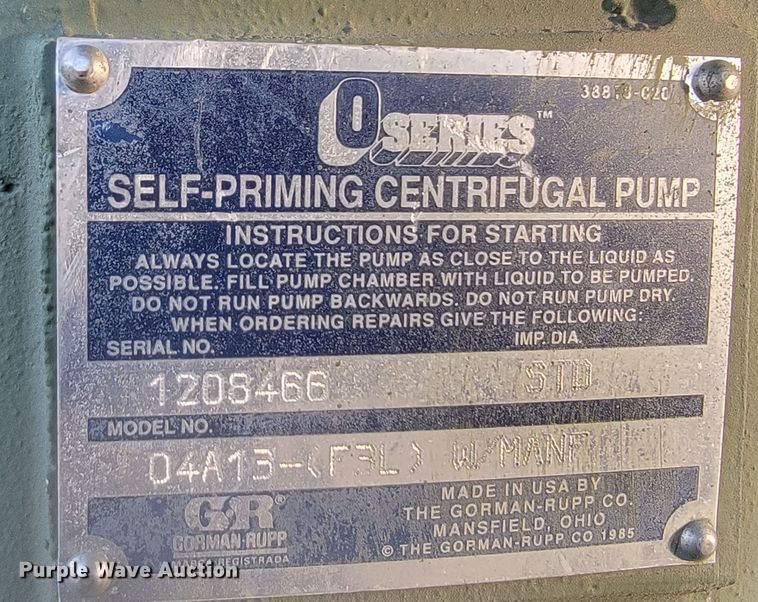 O SERIES™
SELF-PRIMING CENTRIFUGAL PUMP
INSTRUCTIONS FOR STARTING
ALWAYS LOCATE THE PUMP AS CLOSE TO THE LIQUID AS
POSSIBLE. FILL PUMP CHAMBER WITH LIQUID TO BE PUMPED.
DO NOT RUN PUMP BACKWARDS. DO NOT RUN PUMP DRY.
WHEN ORDERING REPAIRS GIVE THE FOLLOWING:
SERIAL NO. IMP. DIA.
1208466 STD
MODEL NO.
04A13-(F3L) W/MANF
G&R®
GORMAN-RUPP
MARCA REGISTRADA
MADE IN USA BY
THE GORMAN-RUPP CO.
MANSFIELD, OHIO
© THE GORMAN-RUPP CO 1985
Purple Wave Auction